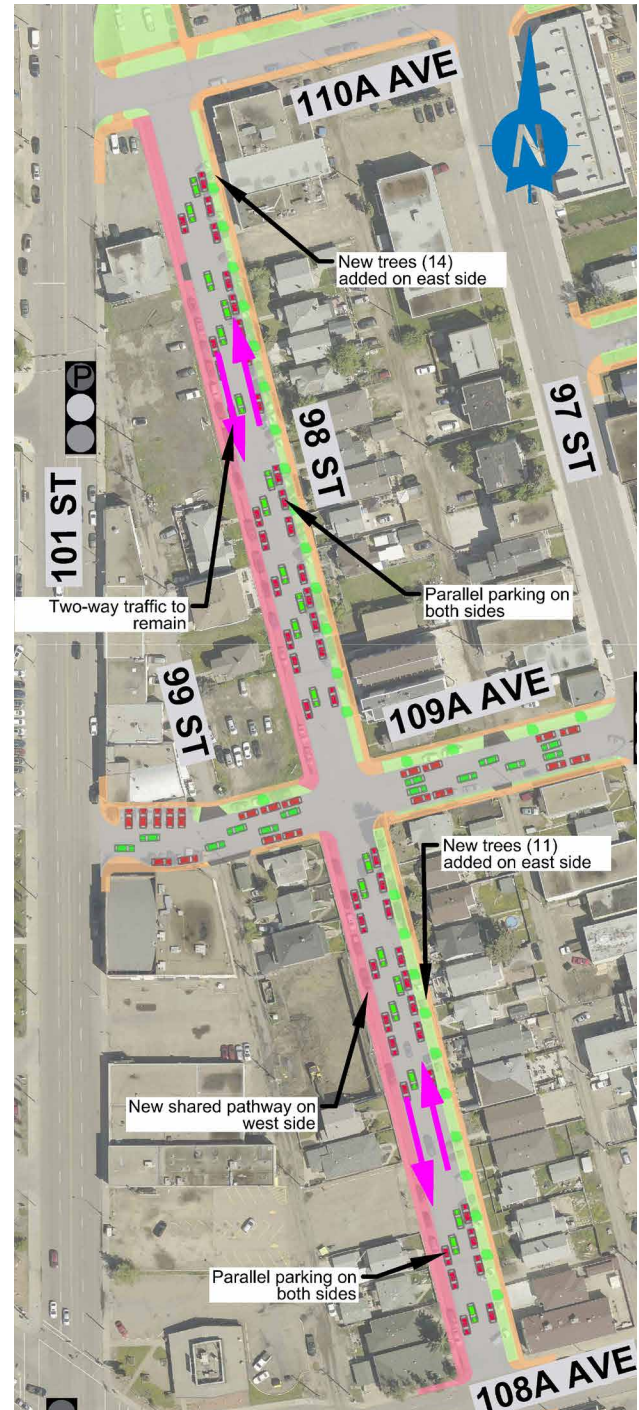 110A AVE
N
New trees (14)
added on east side
P
97 ST
98 ST
101 ST
Parallel parking on
both sides
Two-way traffic to
remain
99 ST
109A AVE
New trees (11)
added on east side
New shared pathway on
west side
Parallel parking on
both sides
108A AVE